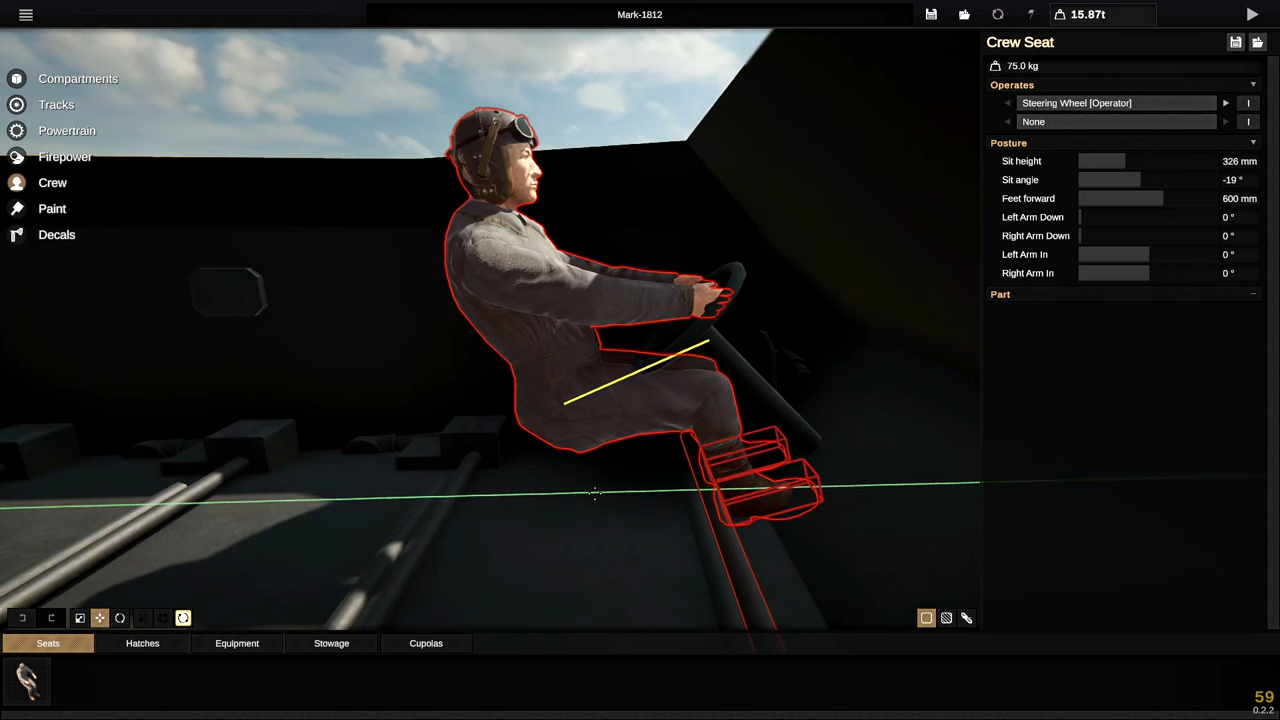 Mark-1812
15.87t
Compartments
Tracks
Powertrain
Firepower
Crew
Paint
Decals
Crew Seat
75.0 kg
Operates
Steering Wheel [Operator]
None
Posture
Sit height 326 mm
Sit angle -19 °
Feet forward 600 mm
Left Arm Down 0 °
Right Arm Down 0 °
Left Arm In 0 °
Right Arm In 0 °
Part
Seats Hatches Equipment Stowage Cupolas
59
0.2.2